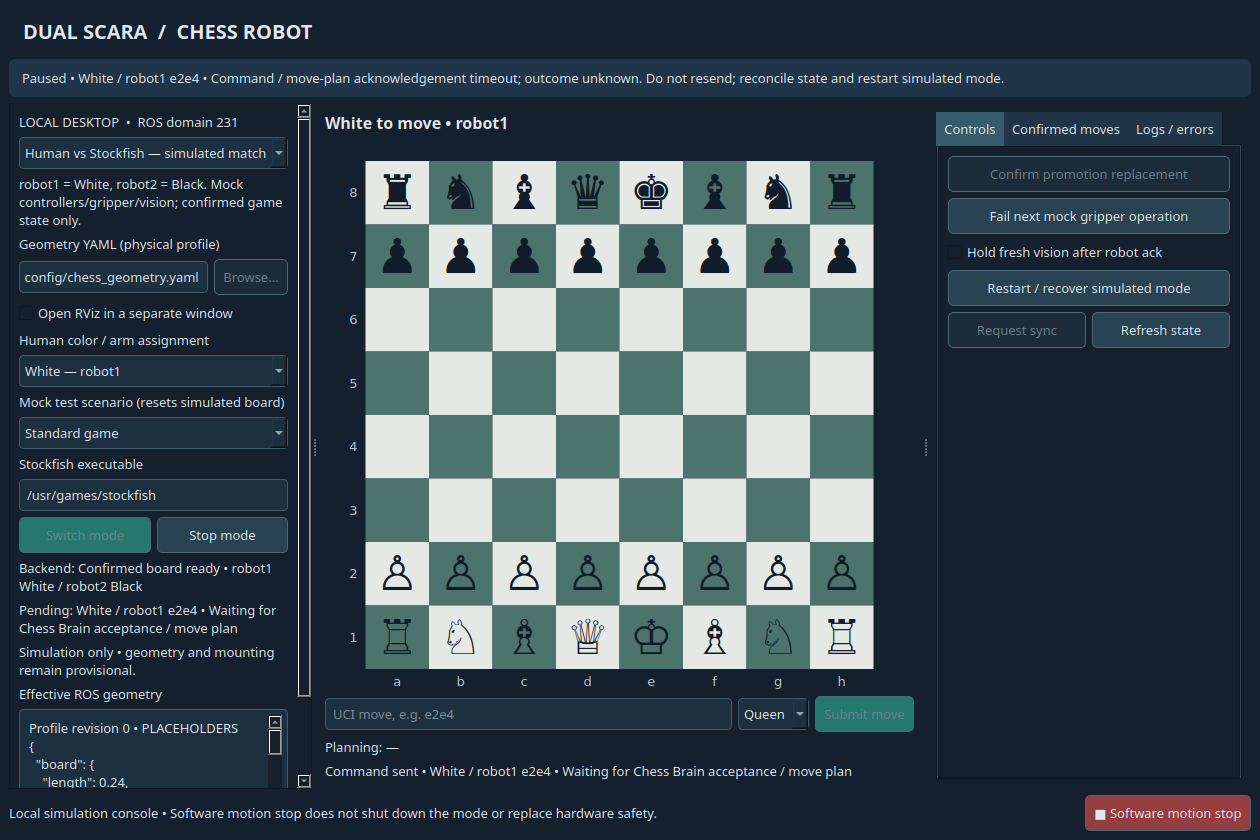 DUAL SCARA / CHESS ROBOT
Paused • White / robot1 e2e4 • Command / move-plan acknowledgement timeout; outcome unknown. Do not resend; reconcile state and restart simulated mode.
LOCAL DESKTOP • ROS domain 231
Human vs Stockfish — simulated match
robot1 = White, robot2 = Black. Mock
controllers/gripper/vision; confirmed game
state only.
Geometry YAML (physical profile)
config/chess_geometry.yaml
Browse...
Open RViz in a separate window
Human color / arm assignment
White — robot1
Mock test scenario (resets simulated board)
Standard game
Stockfish executable
/usr/games/stockfish
Switch mode
Stop mode
Backend: Confirmed board ready • robot1
White / robot2 Black
Pending: White / robot1 e2e4 • Waiting for
Chess Brain acceptance / move plan
Simulation only • geometry and mounting
remain provisional.
Effective ROS geometry
Profile revision 0 • PLACEHOLDERS
{
"board": {
"length": 0.24,
White to move • robot1
8
7
6
5
4
3
2
1
a b c d e f g h
UCI move, e.g. e2e4
Queen
Submit move
Planning: —
Command sent • White / robot1 e2e4 • Waiting for Chess Brain acceptance / move plan
Controls
Confirmed moves
Logs / errors
Confirm promotion replacement
Fail next mock gripper operation
Hold fresh vision after robot ack
Restart / recover simulated mode
Request sync
Refresh state
Local simulation console • Software motion stop does not shut down the mode or replace hardware safety.
Software motion stop